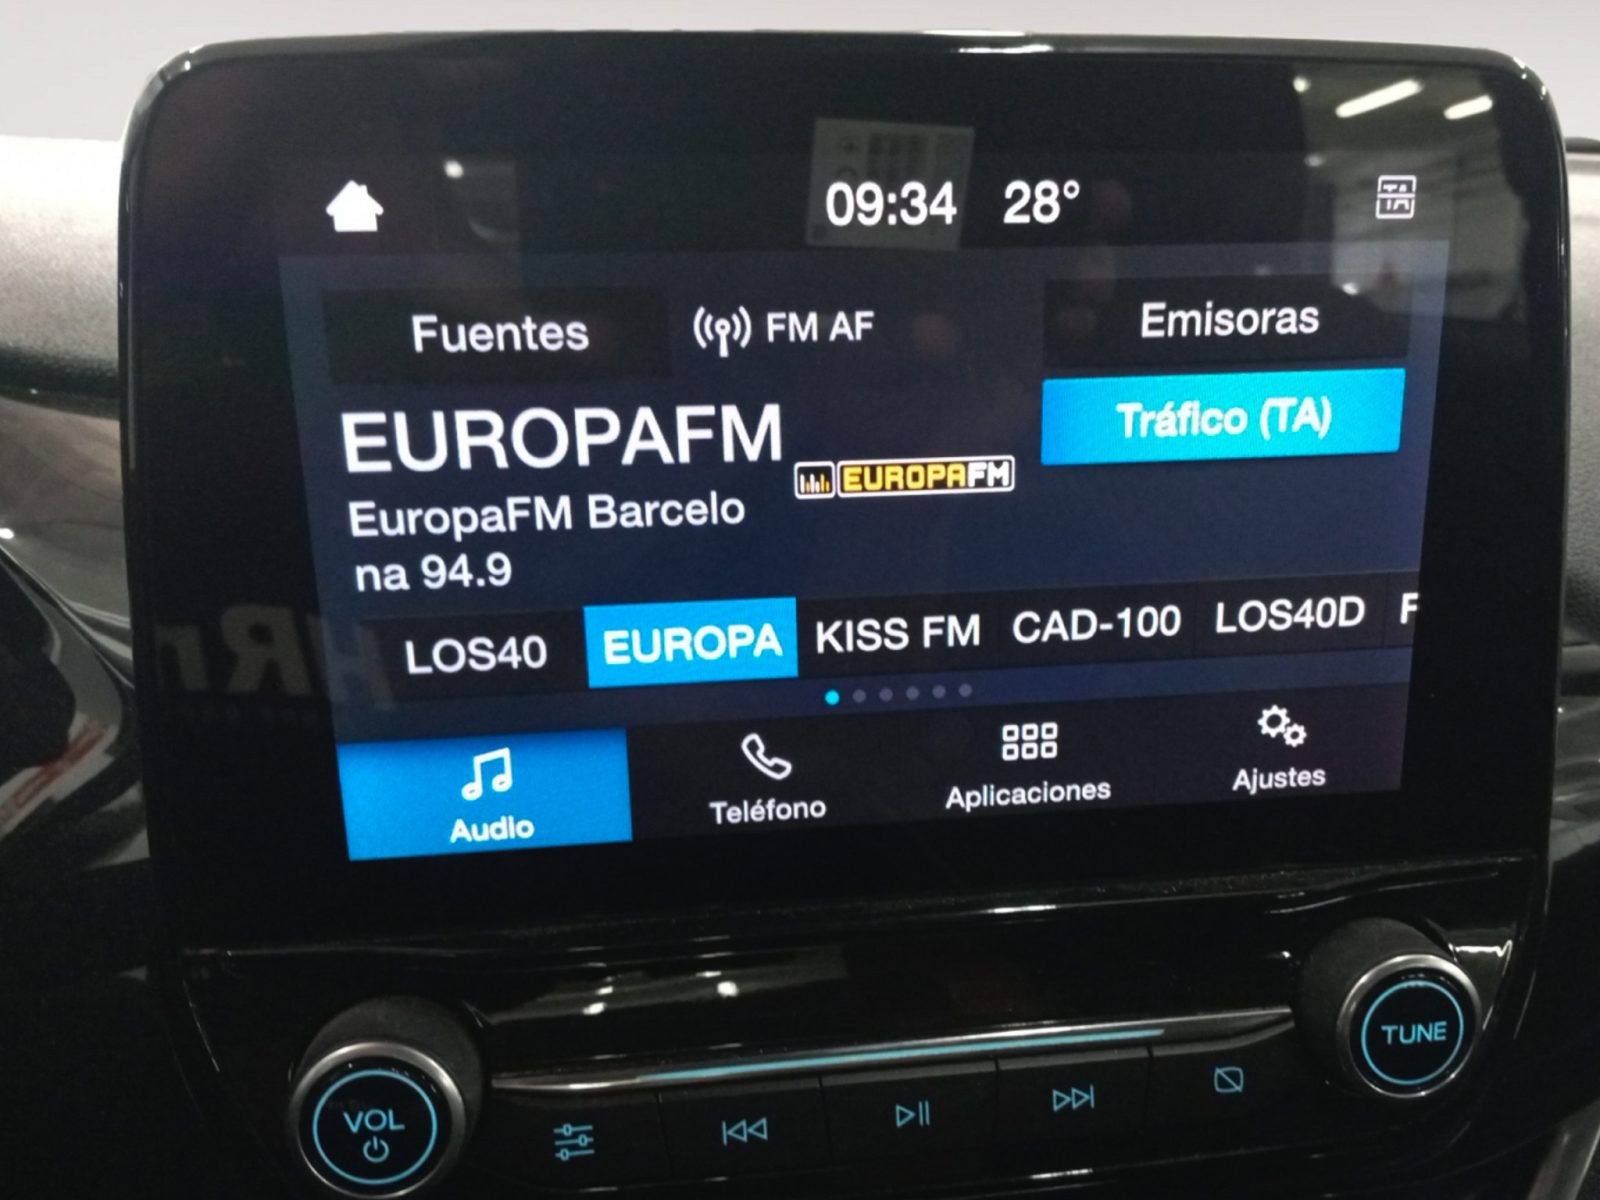 09:34 28°
TA
Fuentes FM AF Emisoras
EUROPAFM Tráfico (TA)
EUROPAFM
EuropaFM Barcelo
na 94.9
LOS40 EUROPA KISS FM CAD-100 LOS40D F
Audio Teléfono Aplicaciones Ajustes
TUNE
VOL